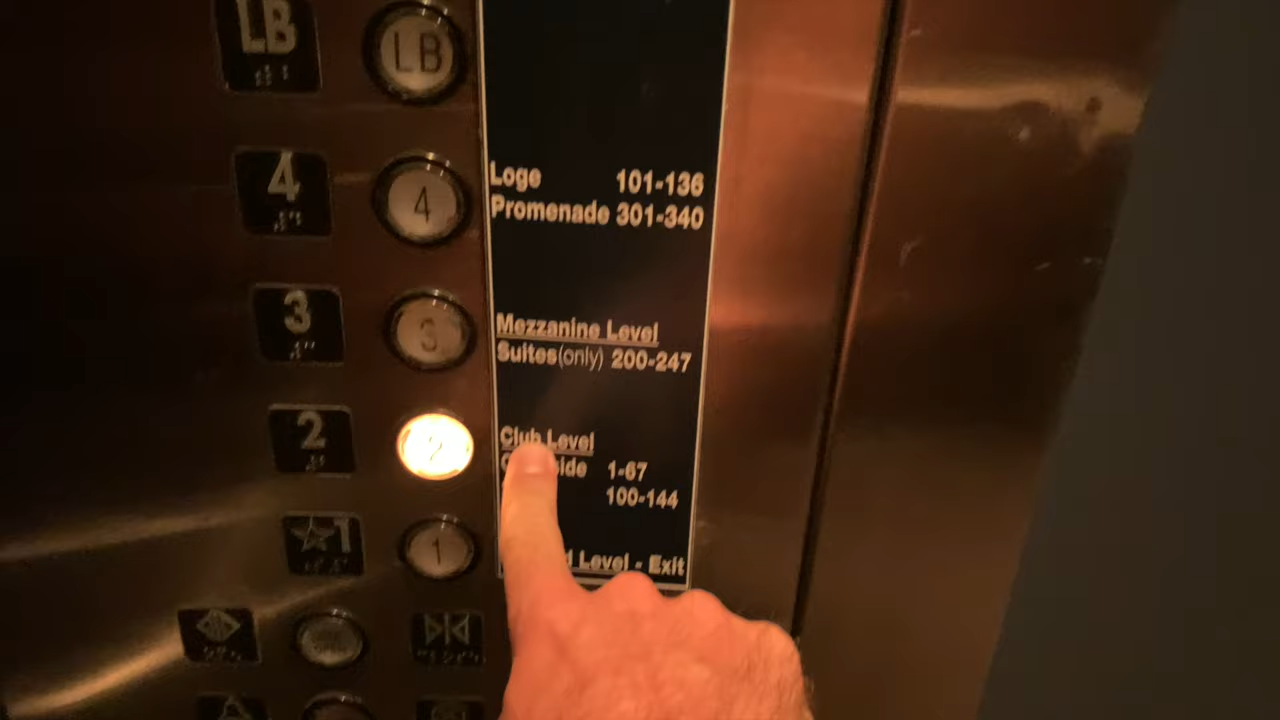 LB LB
4 4 Loge 101-136
Promenade 301-340
3 3 Mezzanine Level
Suites(only) 200-247
2 2 Club Level
1-67
100-144
1 1 Level - Exit